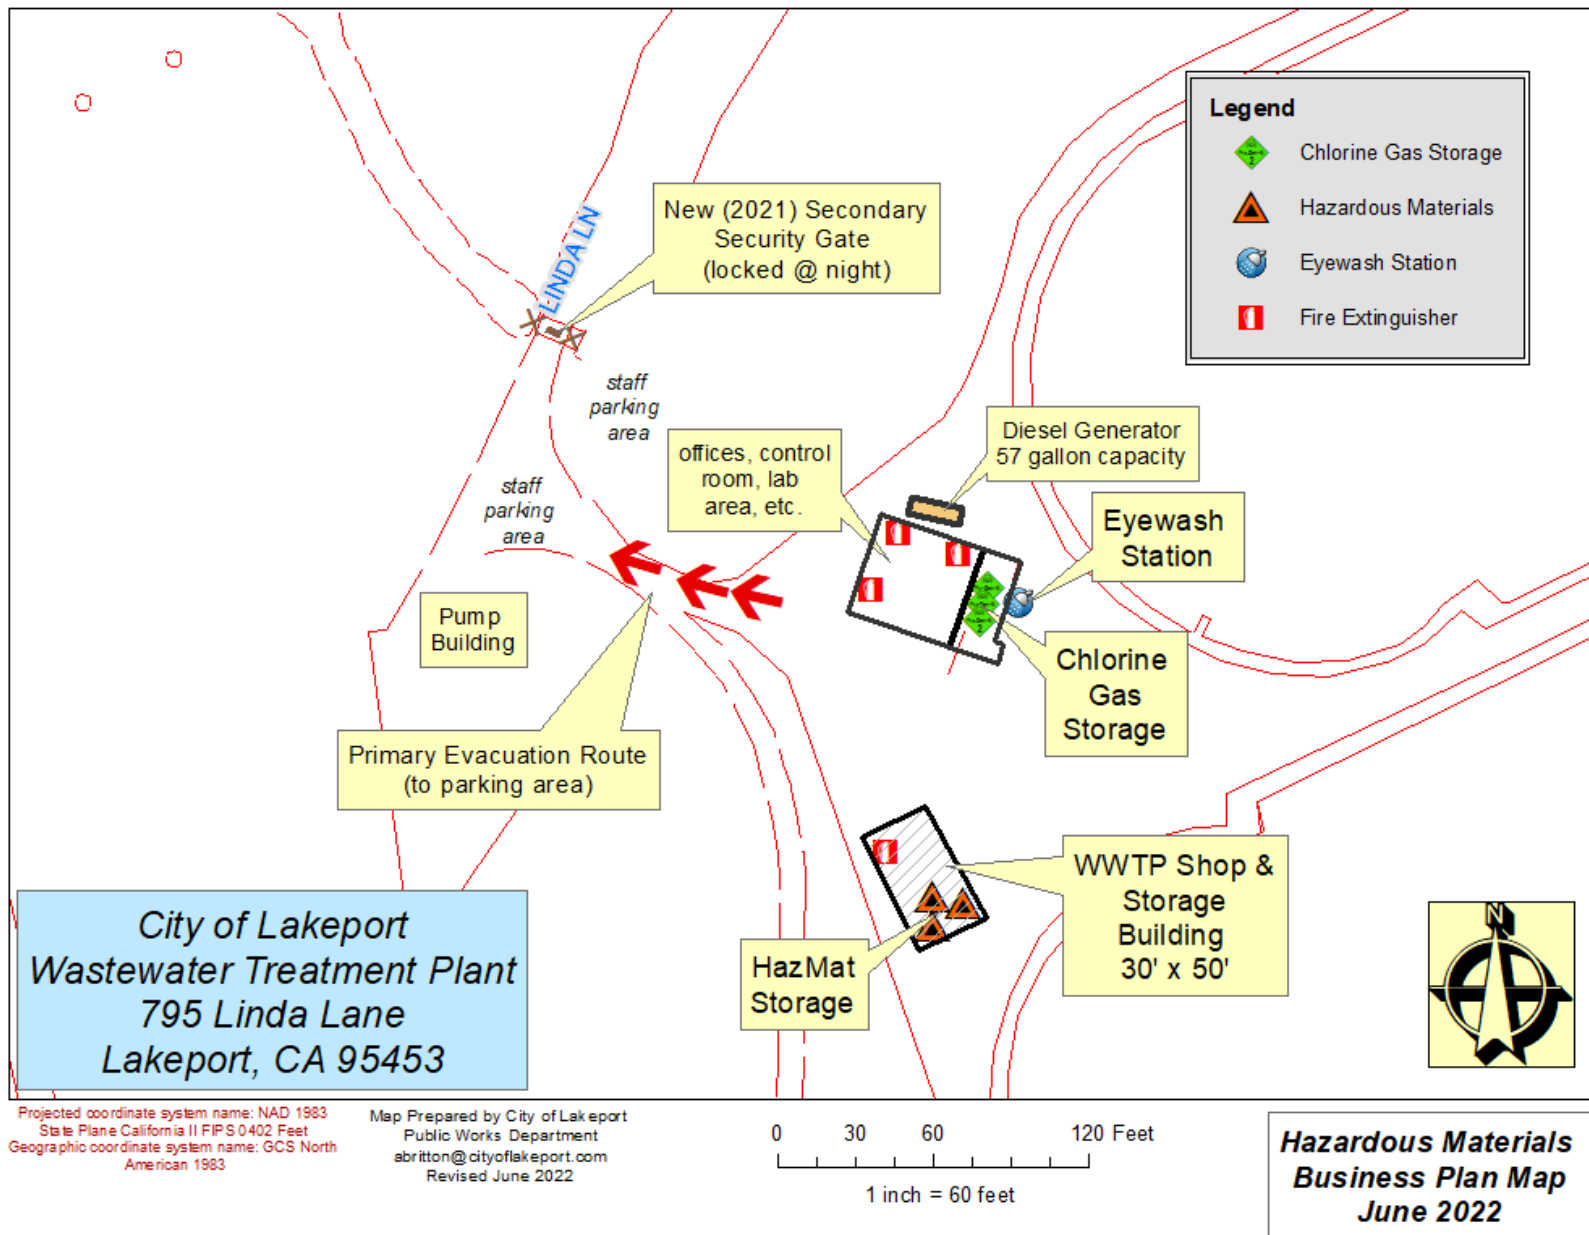 Legend
Chlorine Gas Storage
Hazardous Materials
Eyewash Station
Fire Extinguisher
LINDA LN
New (2021) Secondary
Security Gate
(locked @ night)
staff
parking
area
staff
parking
area
offices, control
room, lab
area, etc.
Diesel Generator
57 gallon capacity
Eyewash
Station
Pump
Building
Chlorine
Gas
Storage
Primary Evacuation Route
(to parking area)
WWTP Shop &
Storage
Building
30' x 50'
HazMat
Storage
City of Lakeport
Wastewater Treatment Plant
795 Linda Lane
Lakeport, CA 95453
N
Projected coordinate system name: NAD 1983
State Plane California II FIPS 0402 Feet
Geographic coordinate system name: GCS North
American 1983
Map Prepared by City of Lakeport
Public Works Department
abritton@cityoflakeport.com
Revised June 2022
0 30 60 120 Feet
1 inch = 60 feet
Hazardous Materials
Business Plan Map
June 2022